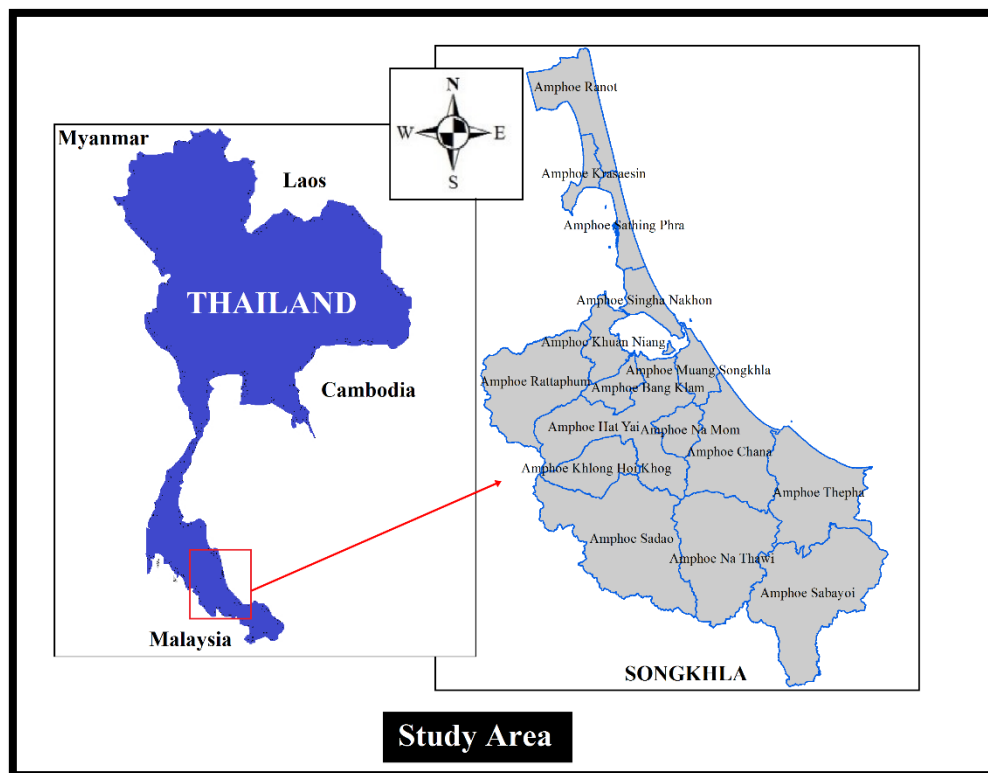 Myanmar
Laos
THAILAND
Cambodia
Malaysia
N
W
E
S
Amphoe Ranot
Amphoe Krasaesin
Amphoe Sathing Phra
Amphoe Singha Nakhon
Amphoe Khuan Niang
Amphoe Muang Songkhla
Amphoe Rattaphum
Amphoe Bang Klam
Amphoe Hat Yai
Amphoe Na Mom
Amphoe Chana
Amphoe Khlong Hoi Khog
Amphoe Thepha
Amphoe Sadao
Amphoe Na Thawi
Amphoe Sabayoi
SONGKHLA
Study Area